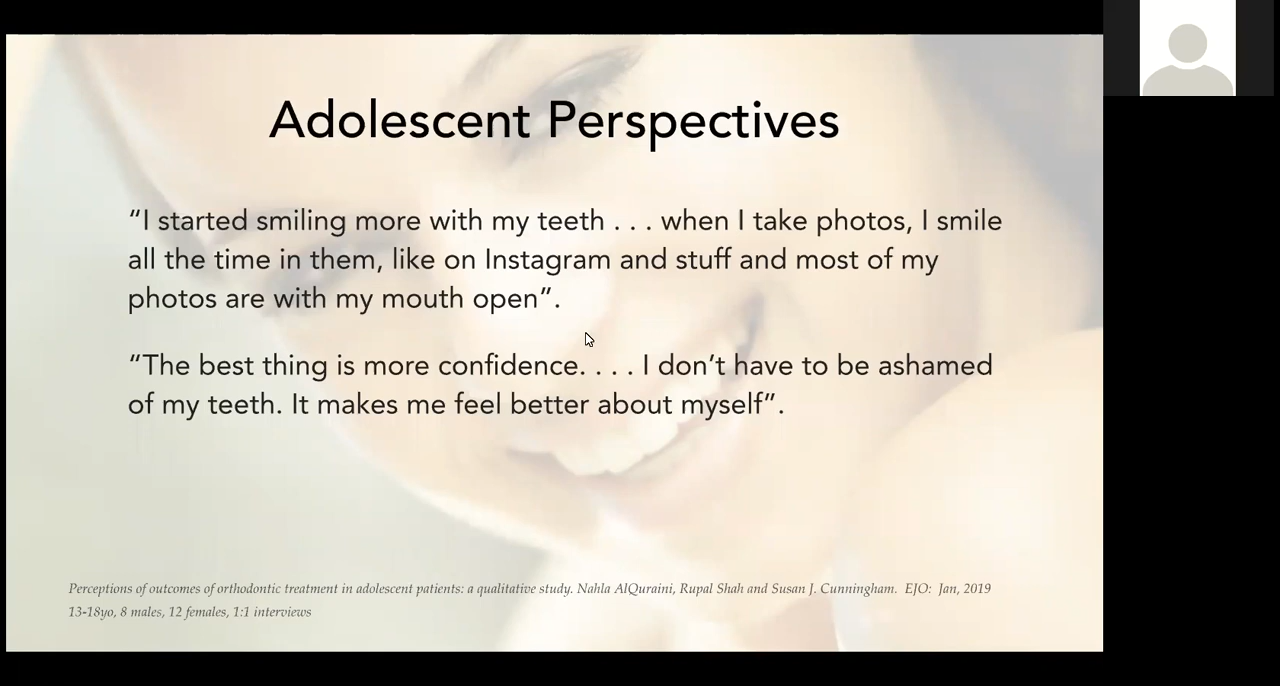 Adolescent Perspectives
“I started smiling more with my teeth . . . when I take photos, I smile
all the time in them, like on Instagram and stuff and most of my
photos are with my mouth open”.
“The best thing is more confidence. . . . I don’t have to be ashamed
of my teeth. It makes me feel better about myself”.
Perceptions of outcomes of orthodontic treatment in adolescent patients: a qualitative study. Nahla AlQuraini, Rupal Shah and Susan J. Cunningham.  EJO:  Jan, 2019
13-18yo, 8 males, 12 females, 1:1 interviews